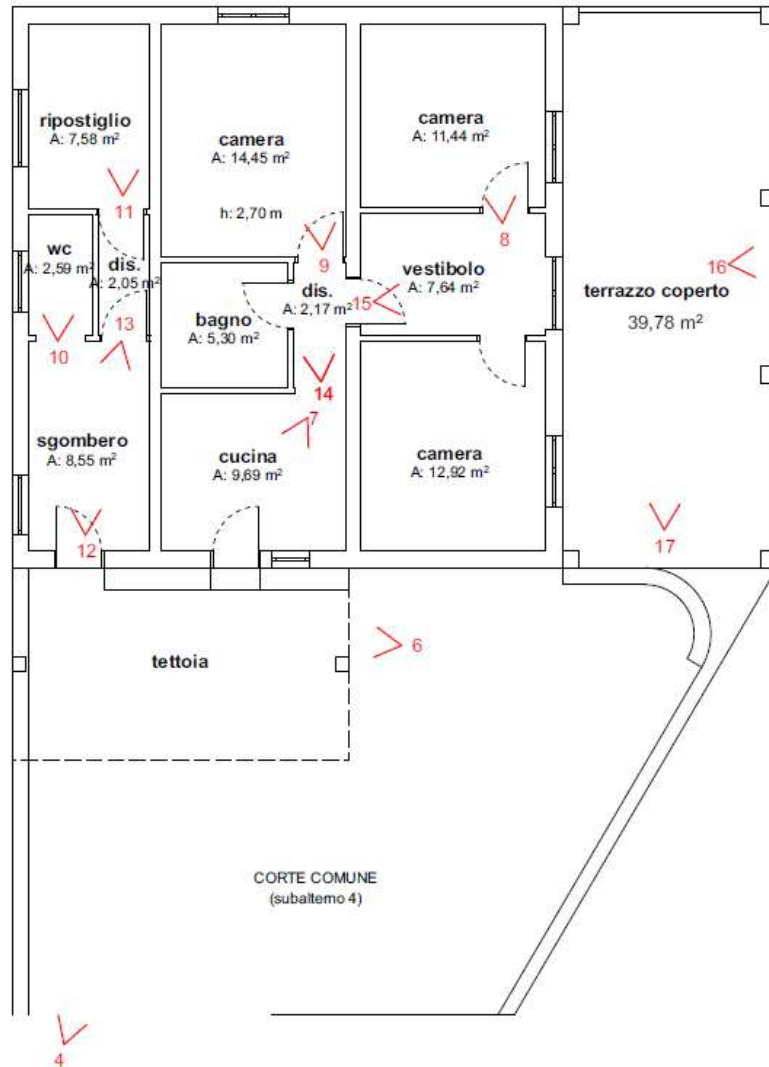 ripostiglio
A: 7,58 m²
camera
A: 14,45 m²
h: 2,70 m
camera
A: 11,44 m²
11
8
9
wc
A: 2,59 m²
dis.
A: 2,05 m²
vestibolo
A: 7,64 m²
16
terrazzo coperto
39,78 m²
dis.
A: 2,17 m²
15
13
bagno
A: 5,30 m²
10
14
7
sgombero
A: 8,55 m²
cucina
A: 9,69 m²
camera
A: 12,92 m²
12
17
6
tettoia
CORTE COMUNE
(subalterno 4)
4